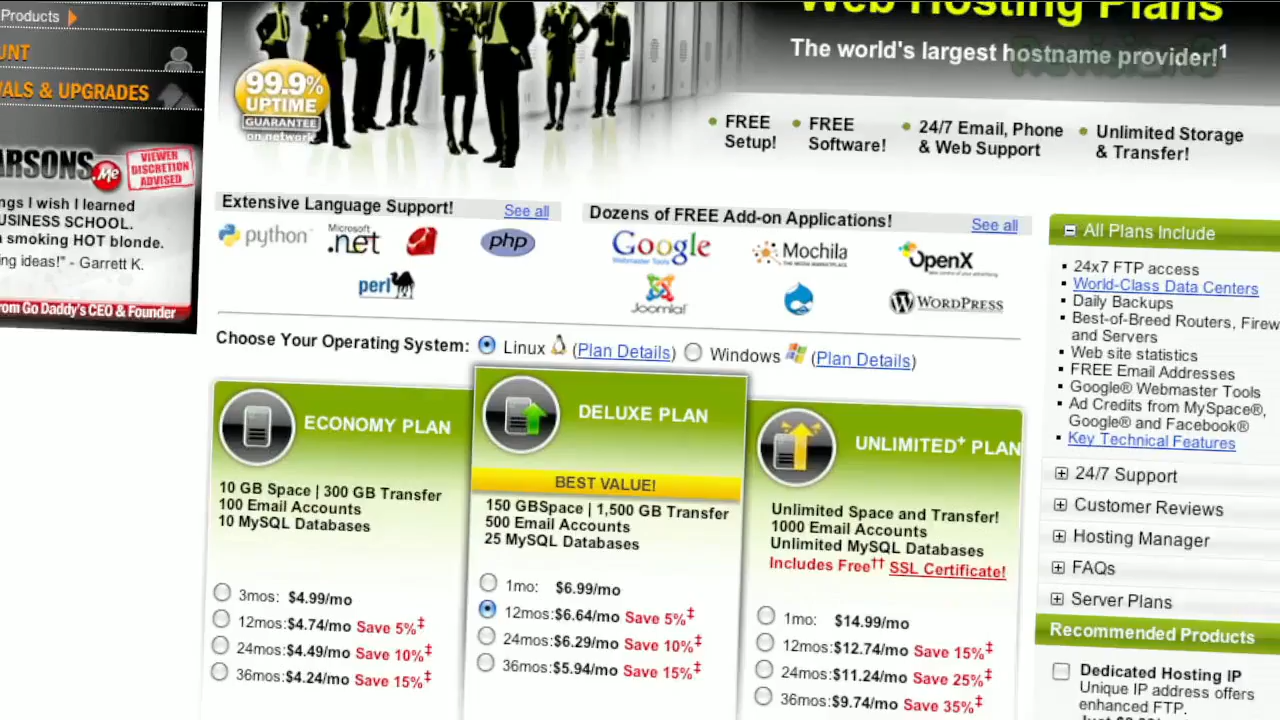 Products
UNT
VALS & UPGRADES
ARSONS.Me
VIEWER
DISCRETION
ADVISED
ngs I wish I learned
USINESS SCHOOL.
a smoking HOT blonde.
ing ideas!" - Garrett K.
rom Go Daddy's CEO & Founder
99.9%
UPTIME
GUARANTEE
on network
Web Hosting Plans
The world's largest hostname provider!¹
FREE
Setup!
FREE
Software!
24/7 Email, Phone
& Web Support
Unlimited Storage
& Transfer!
Extensive Language Support! See all
python
Microsoft
.net
php
perl
Dozens of FREE Add-on Applications! See all
Google
Webmaster Tools
Mochila
THE MEDIA MARKETPLACE
OpenX
Joomla!
WORDPRESS
Choose Your Operating System: Linux (Plan Details) Windows (Plan Details)
ECONOMY PLAN
10 GB Space | 300 GB Transfer
100 Email Accounts
10 MySQL Databases
3mos: $4.99/mo
12mos:$4.74/mo Save 5%‡
24mos:$4.49/mo Save 10%‡
36mos:$4.24/mo Save 15%‡
DELUXE PLAN
BEST VALUE!
150 GBSpace | 1,500 GB Transfer
500 Email Accounts
25 MySQL Databases
1mo: $6.99/mo
12mos:$6.64/mo Save 5%‡
24mos:$6.29/mo Save 10%‡
36mos:$5.94/mo Save 15%‡
UNLIMITED⁺ PLAN
Unlimited Space and Transfer!
1000 Email Accounts
Unlimited MySQL Databases
Includes Free†† SSL Certificate!
1mo: $14.99/mo
12mos:$12.74/mo Save 15%‡
24mos:$11.24/mo Save 25%‡
36mos:$9.74/mo Save 35%‡
All Plans Include
24x7 FTP access
World-Class Data Centers
Daily Backups
Best-of-Breed Routers, Firew
and Servers
Web site statistics
FREE Email Addresses
Google® Webmaster Tools
Ad Credits from MySpace®,
Google® and Facebook®
Key Technical Features
24/7 Support
Customer Reviews
Hosting Manager
FAQs
Server Plans
Recommended Products
Dedicated Hosting IP
Unique IP address offers
enhanced FTP.